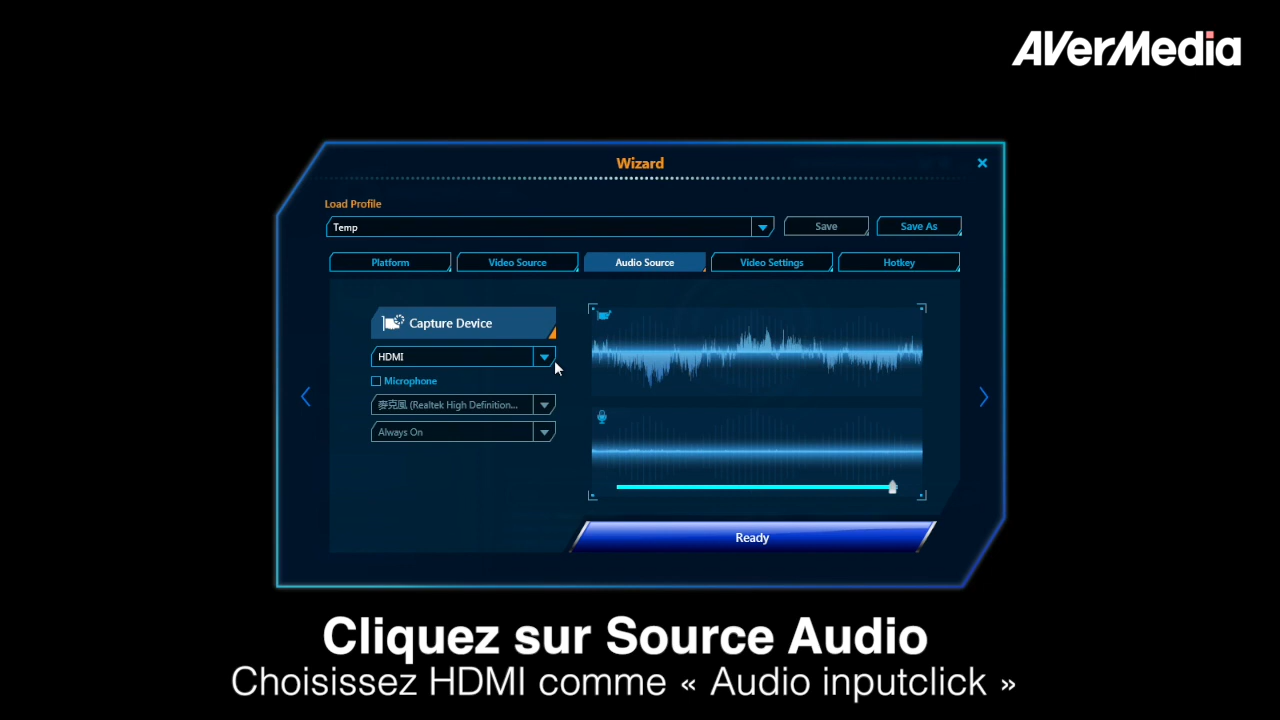 AVerMedia
Wizard
Load Profile
Temp
Save
Save As
Platform
Video Source
Audio Source
Video Settings
Hotkey
Capture Device
HDMI
Microphone
麥克風 (Realtek High Definition...
Always On
Ready
Cliquez sur Source Audio
Choisissez HDMI comme « Audio inputclick »